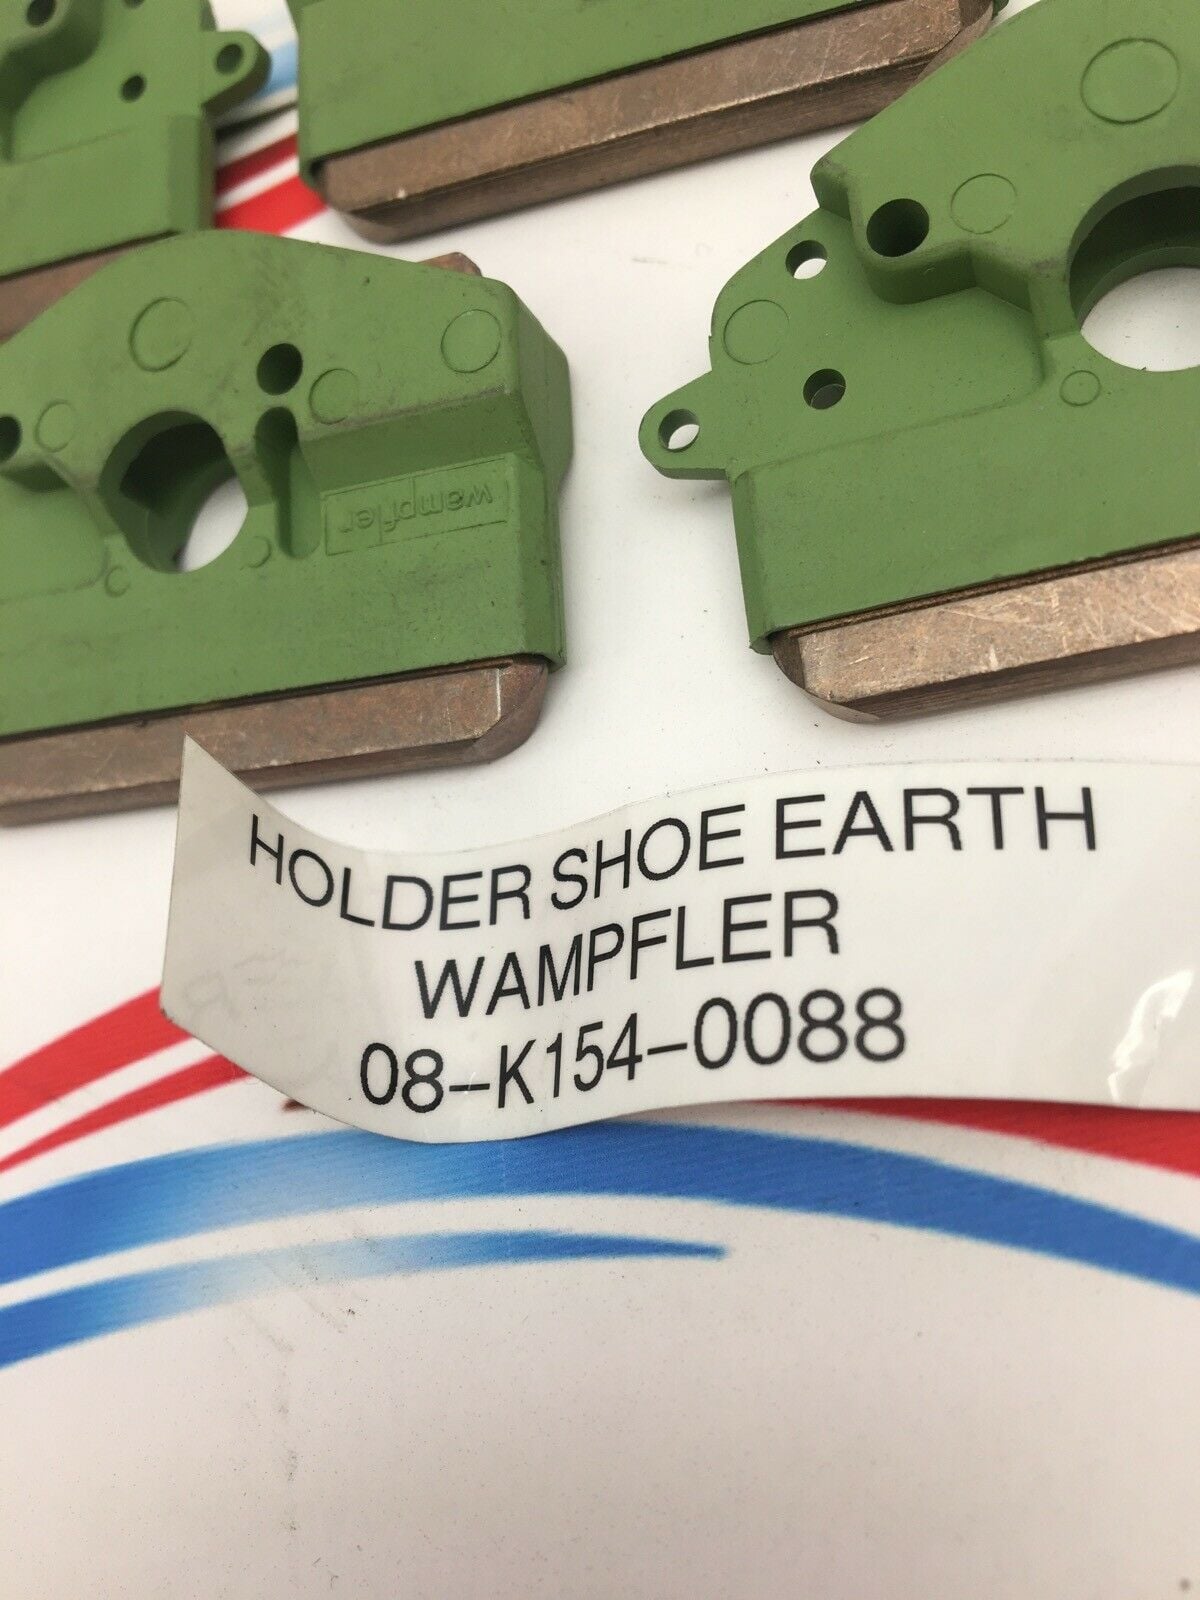 wampfler
HOLDER SHOE EARTH
WAMPFLER
08-K154-0088